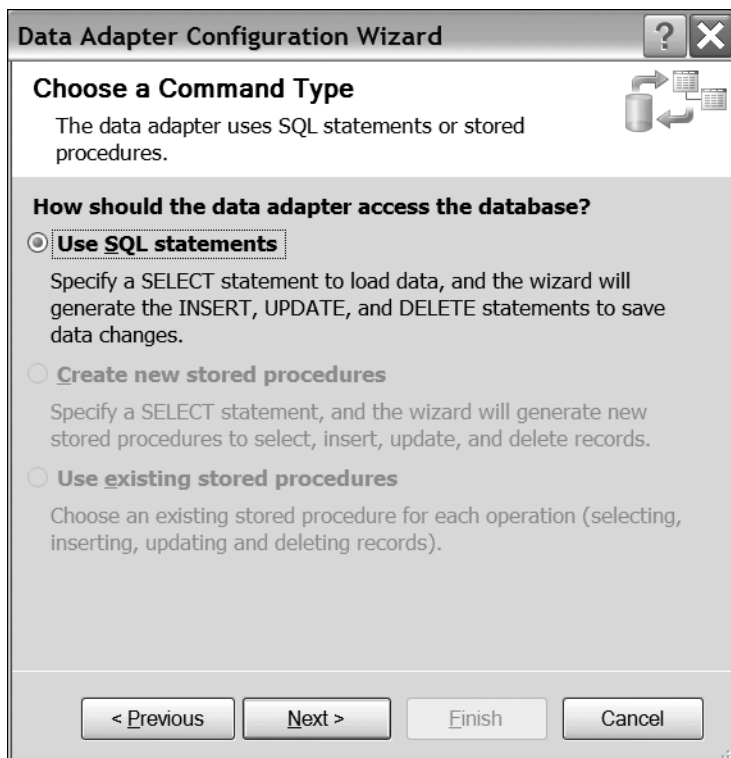 Data Adapter Configuration Wizard
?
Choose a Command Type
The data adapter uses SQL statements or stored
procedures.
How should the data adapter access the database?
Use SQL statements
Specify a SELECT statement to load data, and the wizard will
generate the INSERT, UPDATE, and DELETE statements to save
data changes.
Create new stored procedures
Specify a SELECT statement, and the wizard will generate new
stored procedures to select, insert, update, and delete records.
Use existing stored procedures
Choose an existing stored procedure for each operation (selecting,
inserting, updating and deleting records).
< Previous Next > Finish Cancel